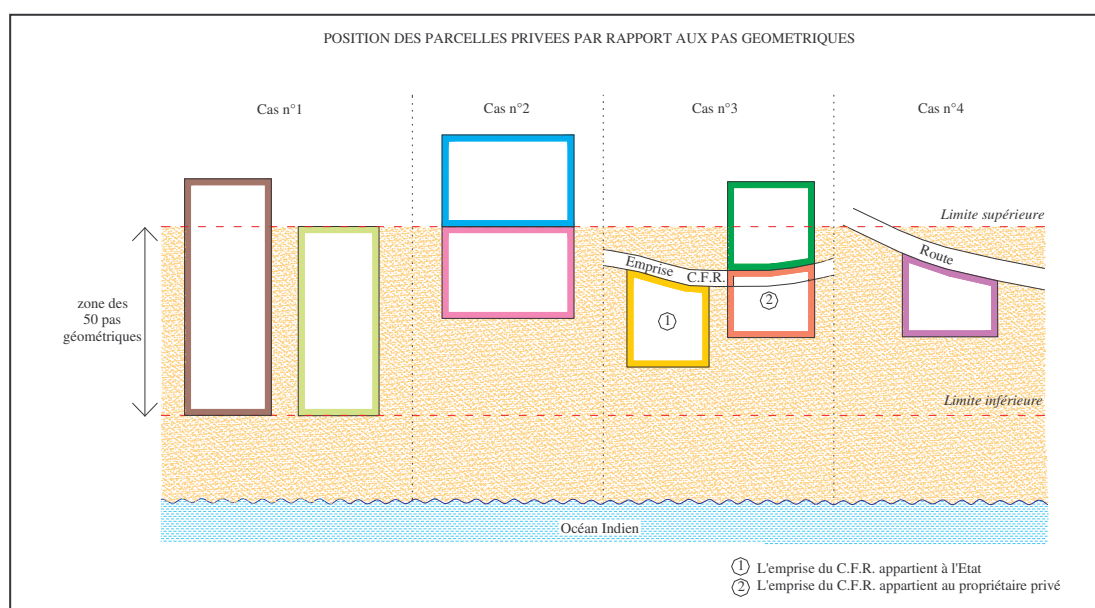 POSITION DES PARCELLES PRIVEES PAR RAPPORT AUX PAS GEOMETRIQUES
Cas n°1
Cas n°2
Cas n°3
Cas n°4
Limite supérieure
Route
Emprise
C.F.R.
zone des
50 pas
géométriques
1
2
Limite inférieure
Océan Indien
1 L'emprise du C.F.R. appartient à l'Etat
2 L'emprise du C.F.R. appartient au propriétaire privé